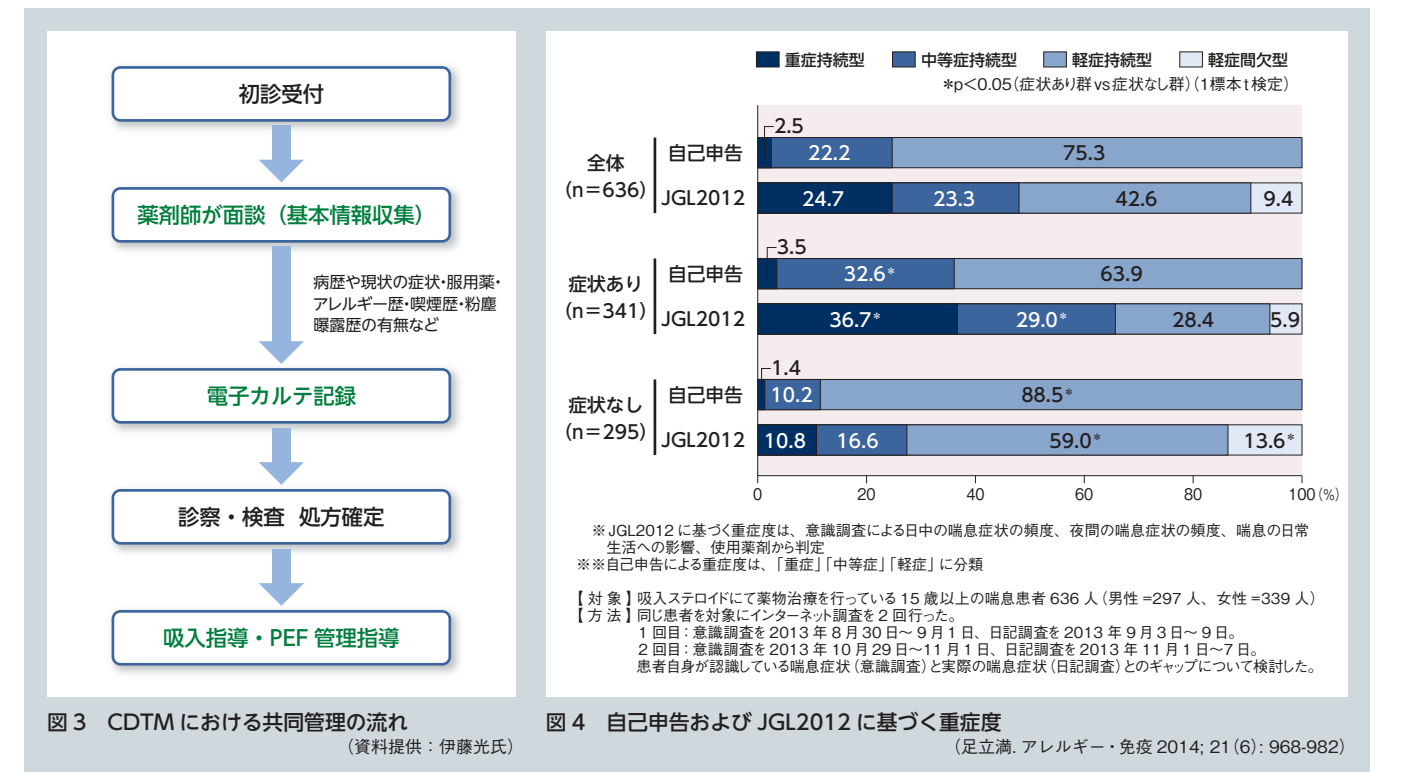 初診受付
薬剤師が面談（基本情報収集）
病歴や現状の症状・服用薬・
アレルギー歴・喫煙歴・粉塵
曝露歴の有無など
電子カルテ記録
診察・検査 処方確定
吸入指導・PEF 管理指導
図 3 CDTM における共同管理の流れ
（資料提供：伊藤光氏）
重症持続型 中等症持続型 軽症持続型 軽症間欠型
*p＜0.05（症状あり群vs症状なし群）（1標本t検定）
全体
（n＝636）
自己申告 2.5 22.2 75.3
JGL2012 24.7 23.3 42.6 9.4
症状あり
（n＝341）
自己申告 3.5 32.6* 63.9
JGL2012 36.7* 29.0* 28.4 5.9
症状なし
（n＝295）
自己申告 1.4 10.2 88.5*
JGL2012 10.8 16.6 59.0* 13.6*
0 20 40 60 80 100（%）
※JGL2012 に基づく重症度は、意識調査による日中の喘息症状の頻度、夜間の喘息症状の頻度、喘息の日常
生活への影響、使用薬剤から判定
※※自己申告による重症度は、「重症」「中等症」「軽症」に分類
【対象】吸入ステロイドにて薬物治療を行っている 15 歳以上の喘息患者 636 人（男性 =297 人、女性 =339 人）
【方法】同じ患者を対象にインターネット調査を 2 回行った。
1 回目：意識調査を 2013 年 8 月 30 日～ 9 月 1 日、日記調査を 2013 年 9 月 3 日～ 9 日。
2 回目：意識調査を 2013 年 10 月 29 日～11 月 1 日、日記調査を 2013 年 11 月 1 日～7 日。
患者自身が認識している喘息症状（意識調査）と実際の喘息症状（日記調査）とのギャップについて検討した。
図 4 自己申告および JGL2012 に基づく重症度
（足立満. アレルギー・免疫 2014; 21（6）: 968-982）